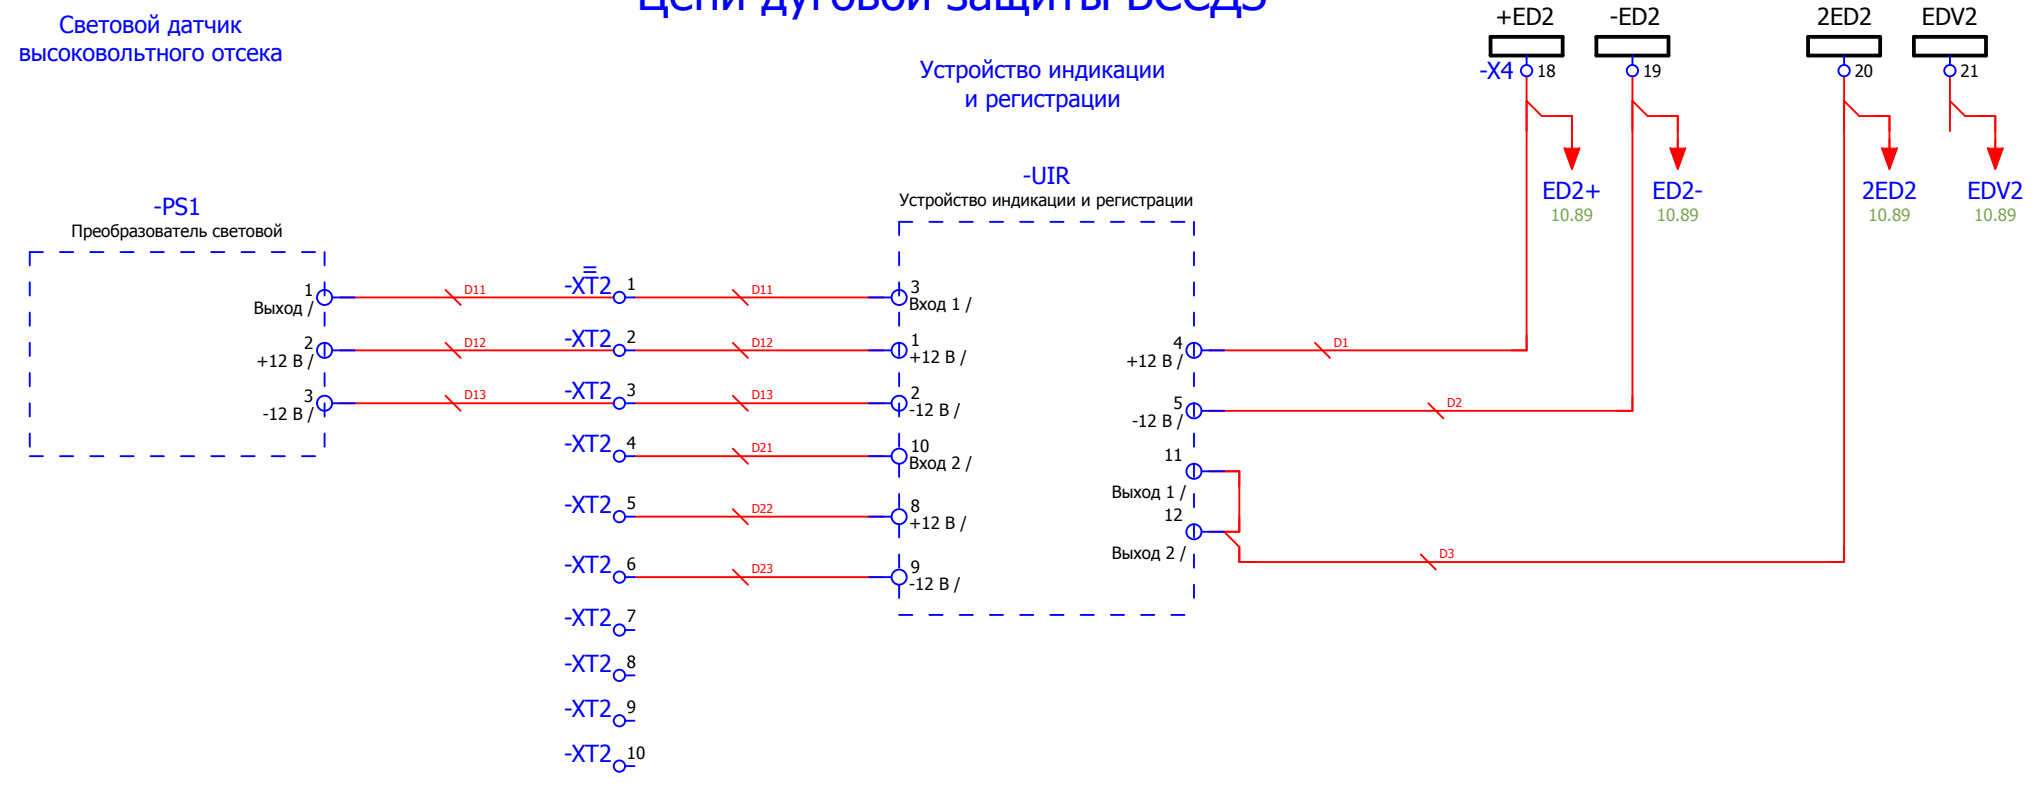 Цепи дуговой защиты БССДЗ
Световой датчик
высоковольтного отсека
Устройство индикации
и регистрации
+ED2
-ED2
2ED2
EDV2
-X4
18
19
20
21
ED2+
10.89
ED2-
10.89
2ED2
10.89
EDV2
10.89
-PS1
Преобразователь световой
1
Выход /
2
+12 В /
3
-12 В /
D11
D12
D13
=
-XT2 1
-XT2 2
-XT2 3
-XT2 4
-XT2 5
-XT2 6
-XT2 7
-XT2 8
-XT2 9
-XT2 10
D11
D12
D13
D21
D22
D23
-UIR
Устройство индикации и регистрации
3
Вход 1 /
1
+12 В /
2
-12 В /
10
Вход 2 /
8
+12 В /
9
-12 В /
4
+12 В /
5
-12 В /
11
Выход 1 /
12
Выход 2 /
D1
D2
D3